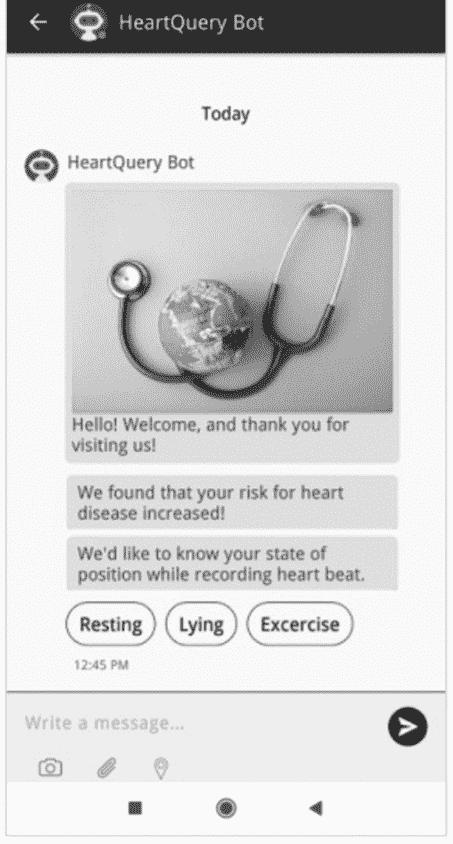 HeartQuery Bot
Today
HeartQuery Bot
Hello! Welcome, and thank you for
visiting us!
We found that your risk for heart
disease increased!
We'd like to know your state of
position while recording heart beat.
Resting Lying Excercise
12:45 PM
Write a message...